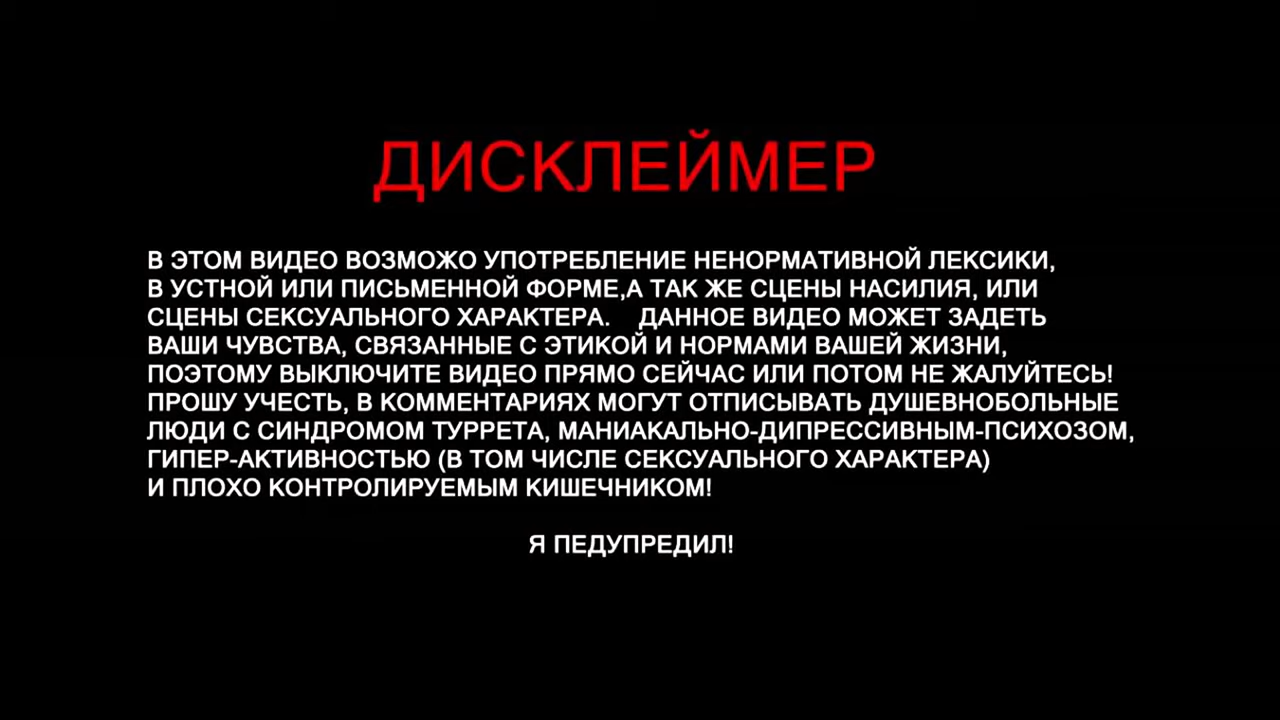 ДИСКЛЕЙМЕР
В ЭТОМ ВИДЕО ВОЗМОЖО УПОТРЕБЛЕНИЕ НЕНОРМАТИВНОЙ ЛЕКСИКИ,
В УСТНОЙ ИЛИ ПИСЬМЕННОЙ ФОРМЕ,А ТАК ЖЕ СЦЕНЫ НАСИЛИЯ, ИЛИ
СЦЕНЫ СЕКСУАЛЬНОГО ХАРАКТЕРА. ДАННОЕ ВИДЕО МОЖЕТ ЗАДЕТЬ
ВАШИ ЧУВСТВА, СВЯЗАННЫЕ С ЭТИКОЙ И НОРМАМИ ВАШЕЙ ЖИЗНИ,
ПОЭТОМУ ВЫКЛЮЧИТЕ ВИДЕО ПРЯМО СЕЙЧАС ИЛИ ПОТОМ НЕ ЖАЛУЙТЕСЬ!
ПРОШУ УЧЕСТЬ, В КОММЕНТАРИЯХ МОГУТ ОТПИСЫВАТЬ ДУШЕВНОБОЛЬНЫЕ
ЛЮДИ С СИНДРОМОМ ТУРРЕТА, МАНИАКАЛЬНО-ДИПРЕССИВНЫМ-ПСИХОЗОМ,
ГИПЕР-АКТИВНОСТЬЮ (В ТОМ ЧИСЛЕ СЕКСУАЛЬНОГО ХАРАКТЕРА)
И ПЛОХО КОНТРОЛИРУЕМЫМ КИШЕЧНИКОМ!
Я ПЕДУПРЕДИЛ!